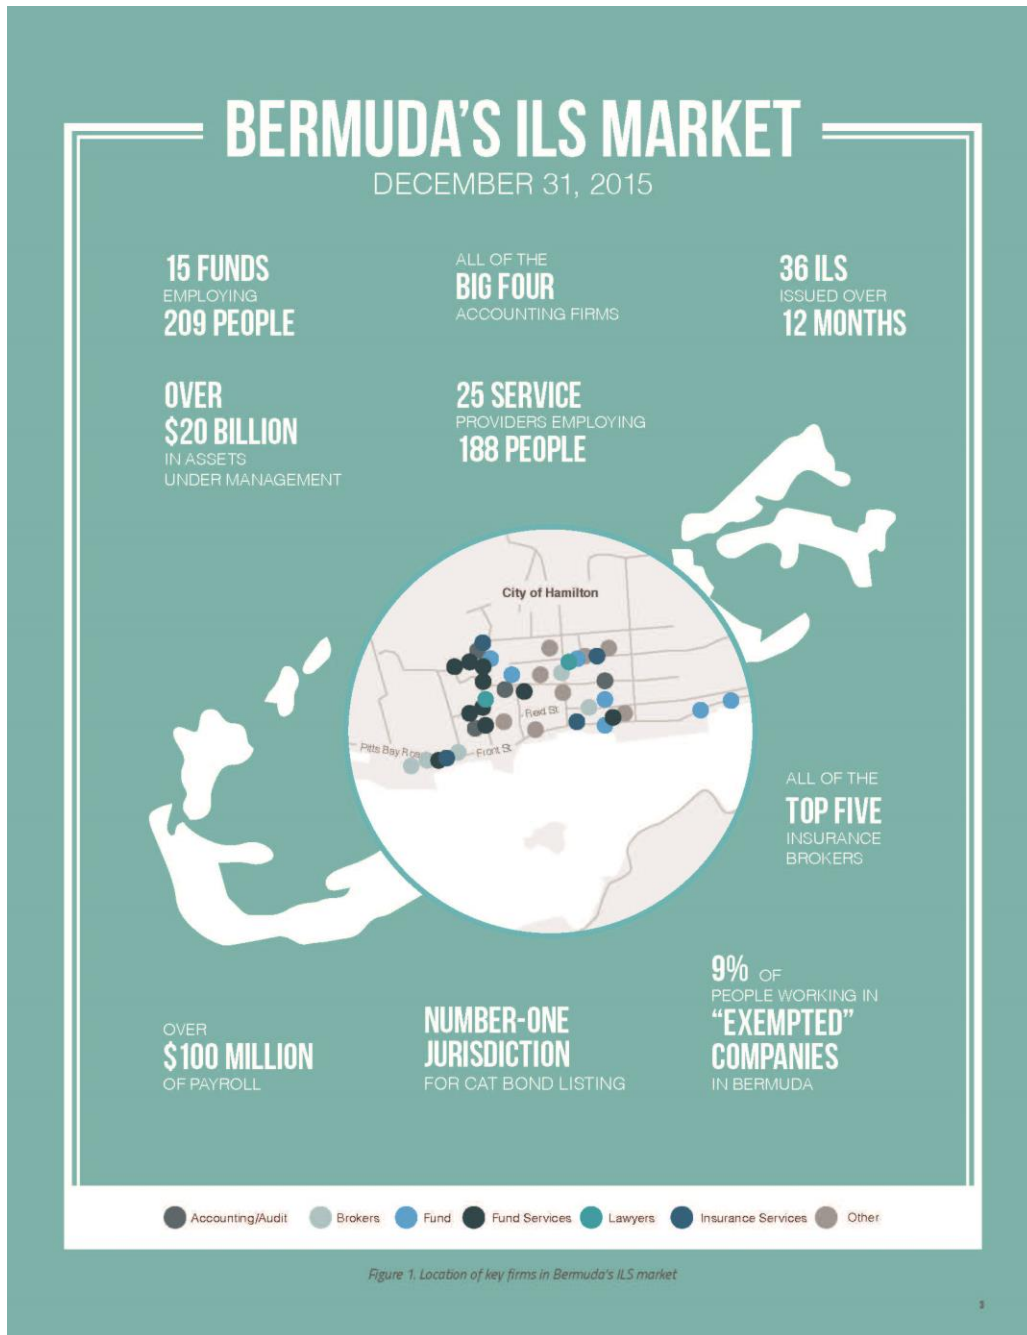 BERMUDA'S ILS MARKET
DECEMBER 31, 2015
15 FUNDS
EMPLOYING
209 PEOPLE
ALL OF THE
BIG FOUR
ACCOUNTING FIRMS
36 ILS
ISSUED OVER
12 MONTHS
OVER
$20 BILLION
IN ASSETS
UNDER MANAGEMENT
25 SERVICE
PROVIDERS EMPLOYING
188 PEOPLE
City of Hamilton
Reid St
Pitts Bay Roa
Front St
ALL OF THE
TOP FIVE
INSURANCE
BROKERS
OVER
$100 MILLION
OF PAYROLL
NUMBER-ONE
JURISDICTION
FOR CAT BOND LISTING
9% OF
PEOPLE WORKING IN
"EXEMPTED"
COMPANIES
IN BERMUDA
Accounting/Audit Brokers Fund Fund Services Lawyers Insurance Services Other
Figure 1. Location of key firms in Bermuda's ILS market
3